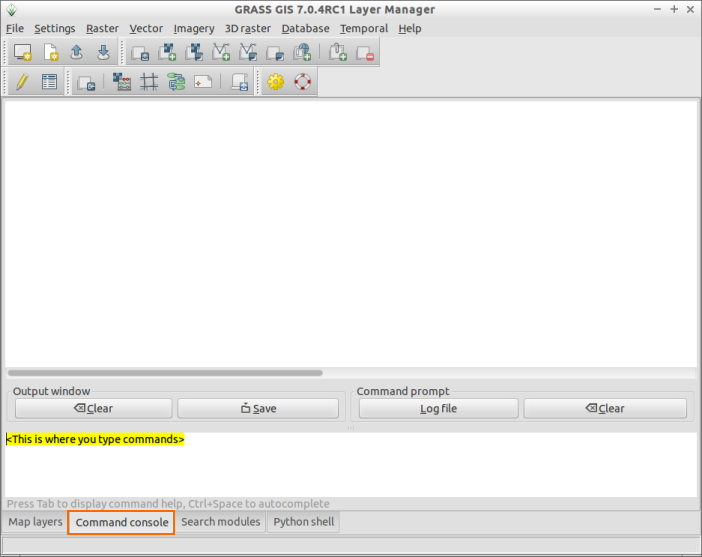 GRASS GIS 7.0.4RC1 Layer Manager
File Settings Raster Vector Imagery 3D raster Database Temporal Help
Output window Command prompt
Clear Save Log file Clear
<This is where you type commands>
Press Tab to display command help, Ctrl+Space to autocomplete
Map layers Command console Search modules Python shell